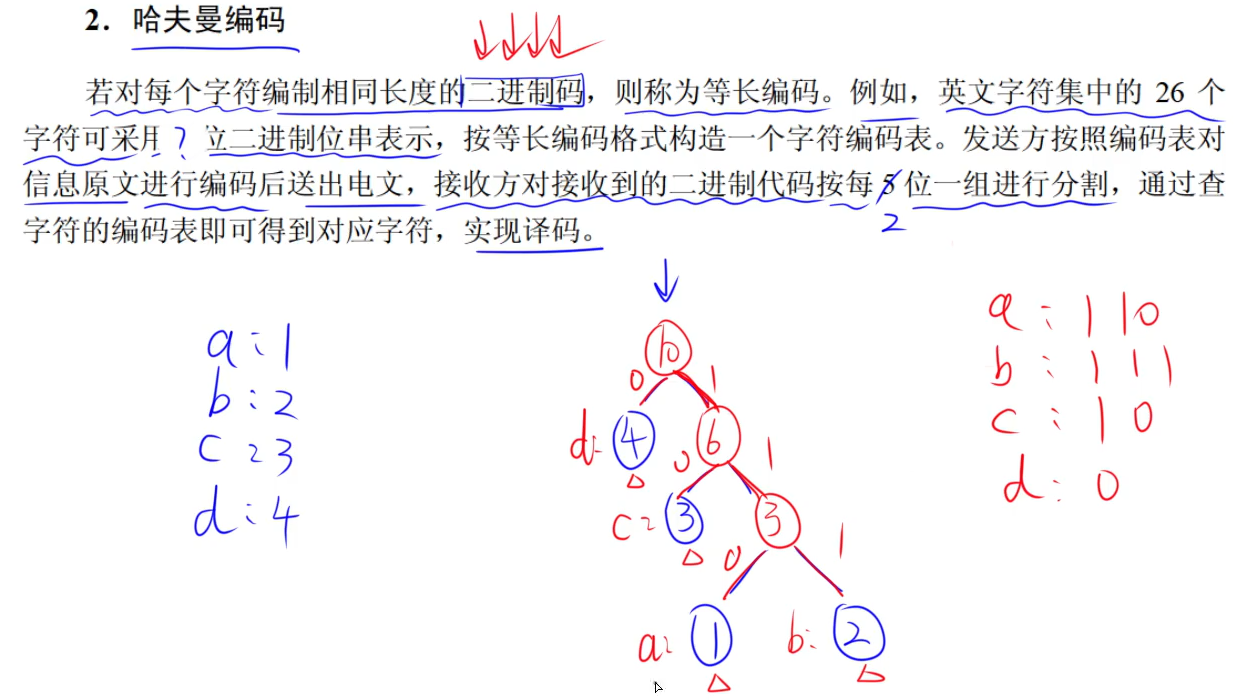 2. 哈夫曼编码
若对每个字符编制相同长度的二进制码，则称为等长编码。例如，英文字符集中的 26 个
字符可采用 ? 位二进制位串表示，按等长编码格式构造一个字符编码表。发送方按照编码表对
信息原文进行编码后送出电文，接收方对接收到的二进制代码按每 5 位一组进行分割，通过查
2
字符的编码表即可得到对应字符，实现译码。
a:1
b:2
c:3
d:4
10
0 1
d: 4 6
0 1
c: 3 3
0 1
a: 1 b: 2
a: 110
b: 111
c: 10
d: 0